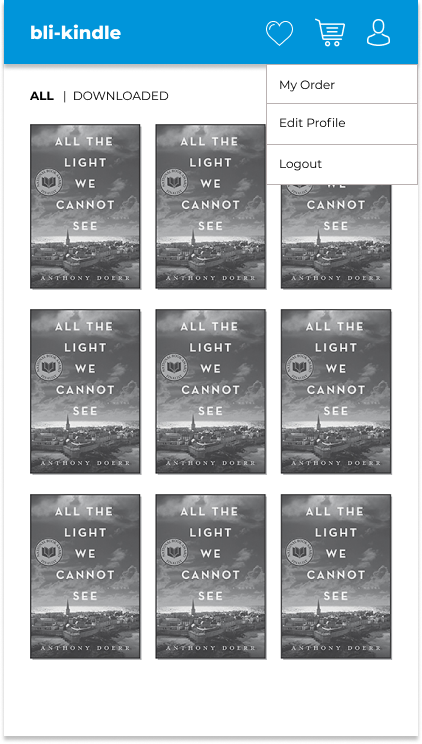 bli-kindle
My Order
Edit Profile
Logout
ALL | DOWNLOADED
ALL THE
LIGHT
WE
CANNOT
SEE
ANTHONY DOERR
ALL THE
LIGHT
WE
CANNOT
SEE
ANTHONY DOERR
CANNOT
SEE
ANTHONY DOERR
ALL THE
LIGHT
WE
CANNOT
SEE
ANTHONY DOERR
ALL THE
LIGHT
WE
CANNOT
SEE
ANTHONY DOERR
ALL THE
LIGHT
WE
CANNOT
SEE
ANTHONY DOERR
ALL THE
LIGHT
WE
CANNOT
SEE
ANTHONY DOERR
ALL THE
LIGHT
WE
CANNOT
SEE
ANTHONY DOERR
ALL THE
LIGHT
WE
CANNOT
SEE
ANTHONY DOERR